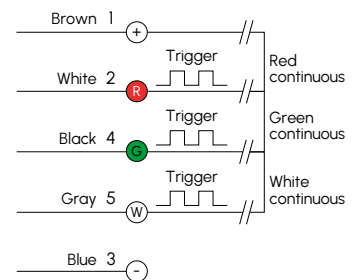 Brown 1
+
Trigger
Red
continuous
White 2
R
Trigger
Green
continuous
Black 4
G
Trigger
White
continuous
Gray 5
W
Blue 3
-